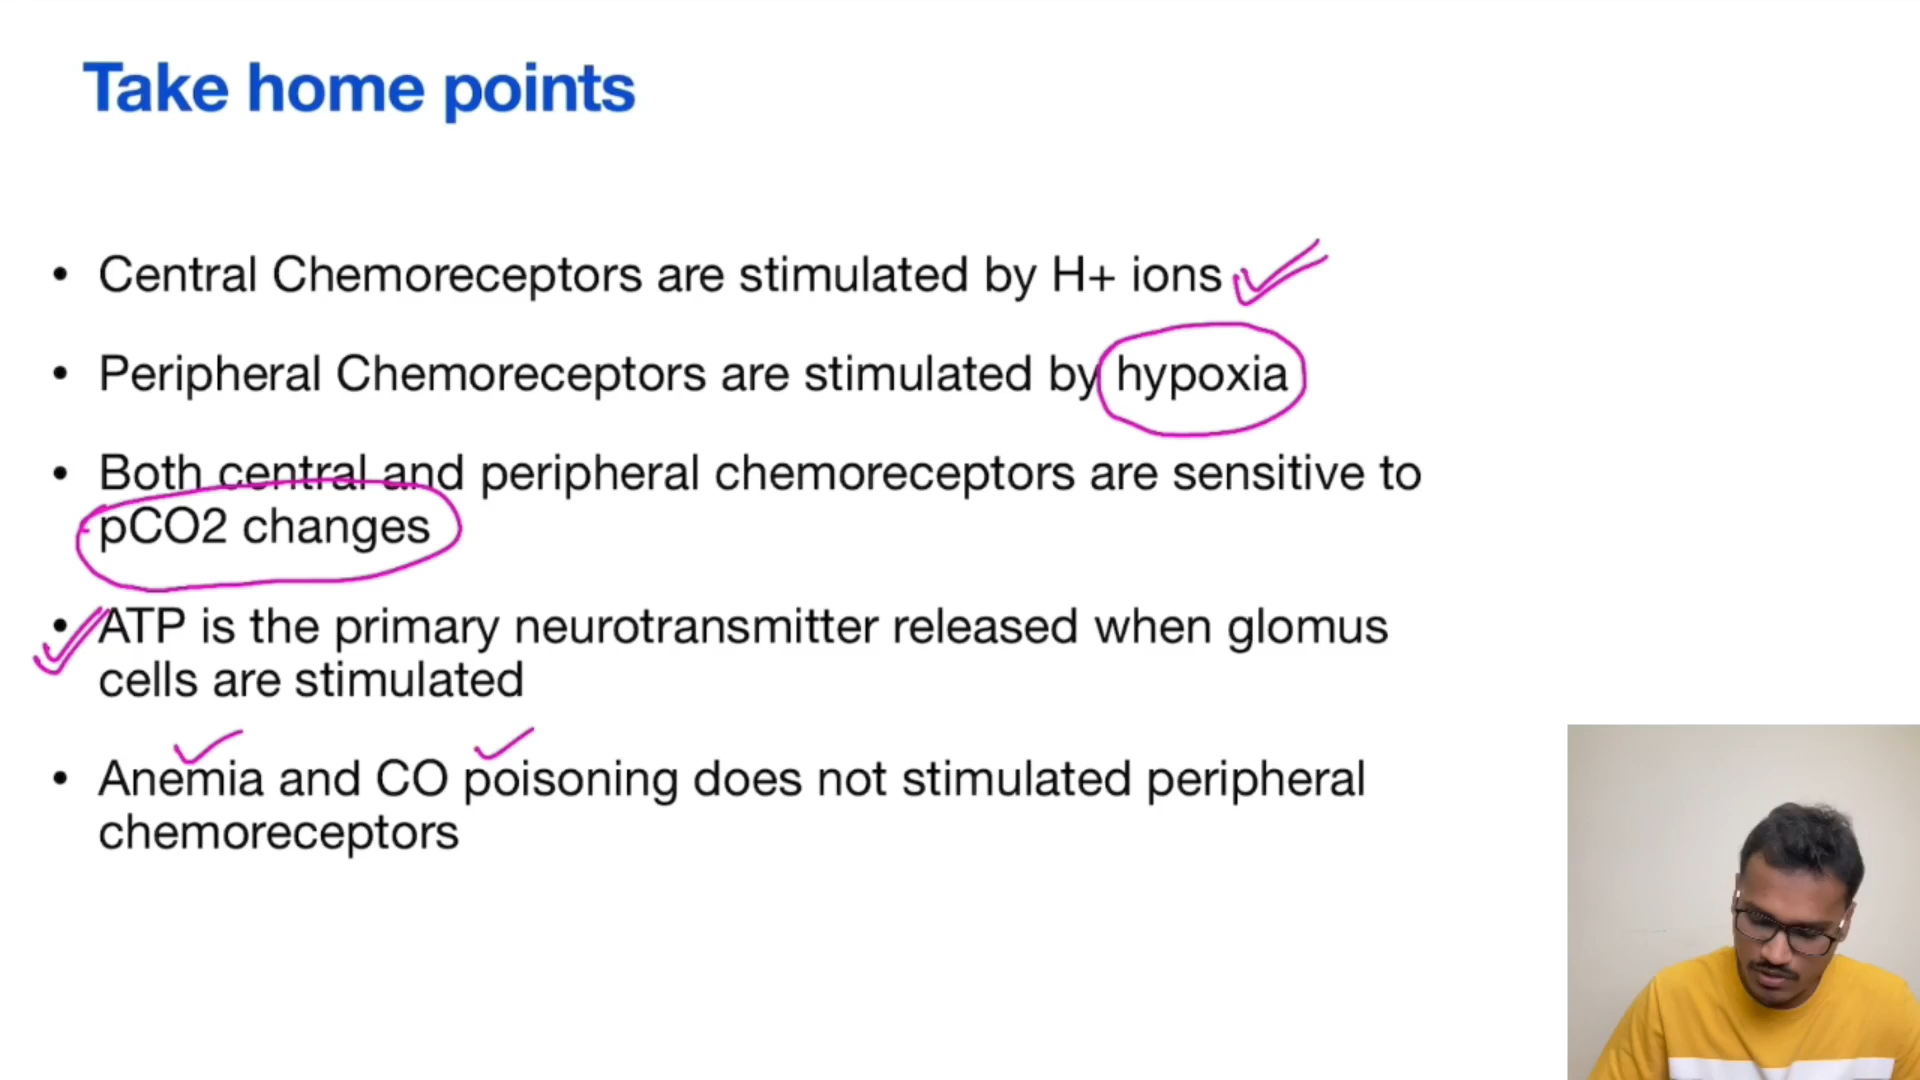 Take home points
• Central Chemoreceptors are stimulated by H+ ions
• Peripheral Chemoreceptors are stimulated by hypoxia
• Both central and peripheral chemoreceptors are sensitive to
pCO2 changes
• ATP is the primary neurotransmitter released when glomus
cells are stimulated
• Anemia and CO poisoning does not stimulated peripheral
chemoreceptors